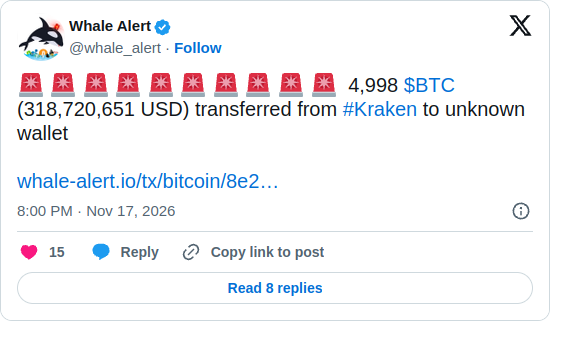 Whale Alert
@whale_alert · Follow
🚨 🚨 🚨 🚨 🚨 🚨 🚨 🚨 🚨 🚨 4,998 $BTC
(318,720,651 USD) transferred from #Kraken to unknown
wallet
whale-alert.io/tx/bitcoin/8e2…
8:00 PM · Nov 17, 2026
15 Reply Copy link to post
Read 8 replies